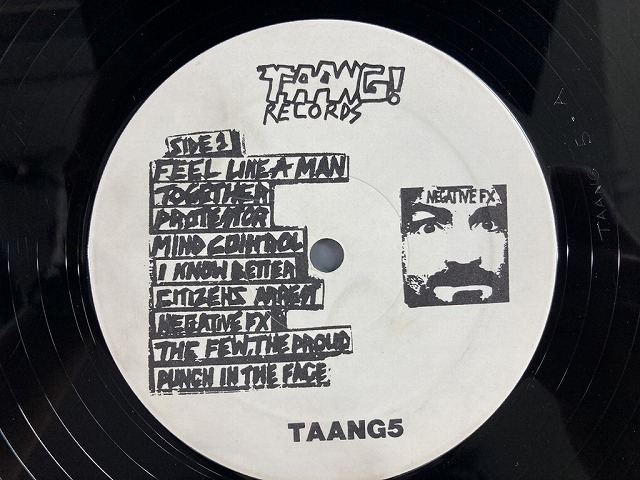 TAANG!
RECORDS
SIDE 1
FEEL LIKE A MAN
TOGETHER
PROTECTOR
MIND CONTROL
I KNOW BETTER
CITIZENS ARREST
NEGATIVE FX
THE FEW, THE PROUD
PUNCH IN THE FACE
NEGATIVE FX
TAANG5
TAANG 5 - A